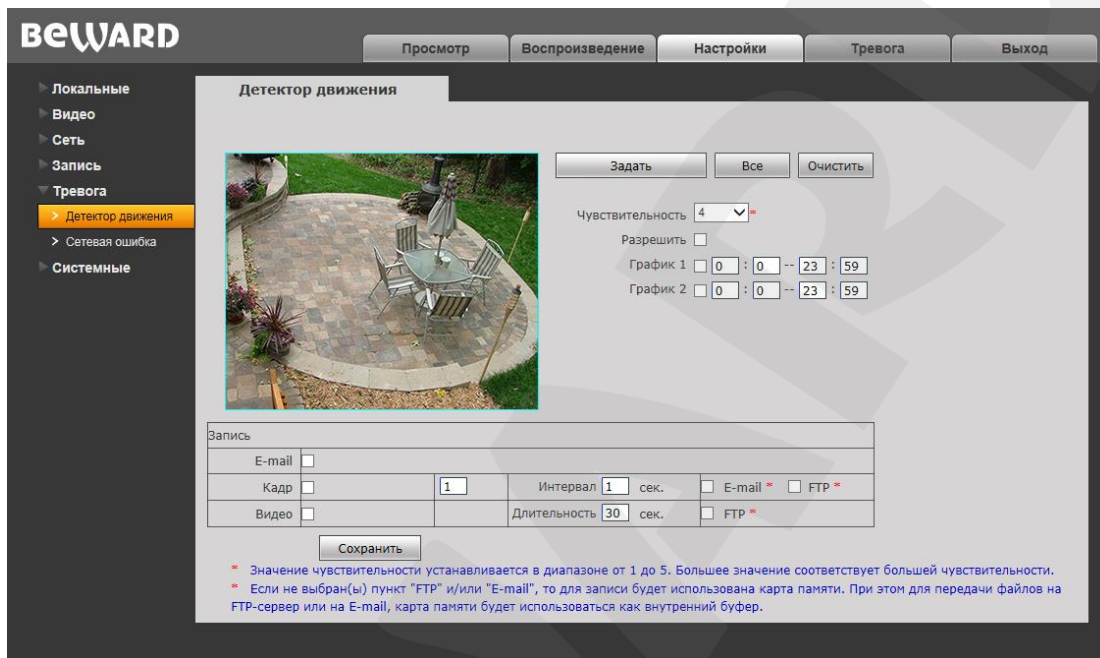 BEWARD
Просмотр Воспроизведение Настройки Тревога Выход
Локальные
Видео
Сеть
Запись
Тревога
> Детектор движения
> Сетевая ошибка
Системные
Детектор движения
Задать Все Очистить
Чувствительность 4 *
Разрешить
График 1 0 : 0 -- 23 : 59
График 2 0 : 0 -- 23 : 59
Запись
E-mail
Кадр 1 Интервал 1 сек. E-mail * FTP *
Видео Длительность 30 сек. FTP *
Сохранить
* Значение чувствительности устанавливается в диапазоне от 1 до 5. Большее значение соответствует большей чувствительности.
* Если не выбран(ы) пункт "FTP" и/или "E-mail", то для записи будет использована карта памяти. При этом для передачи файлов на
FTP-сервер или на E-mail, карта памяти будет использоваться как внутренний буфер.